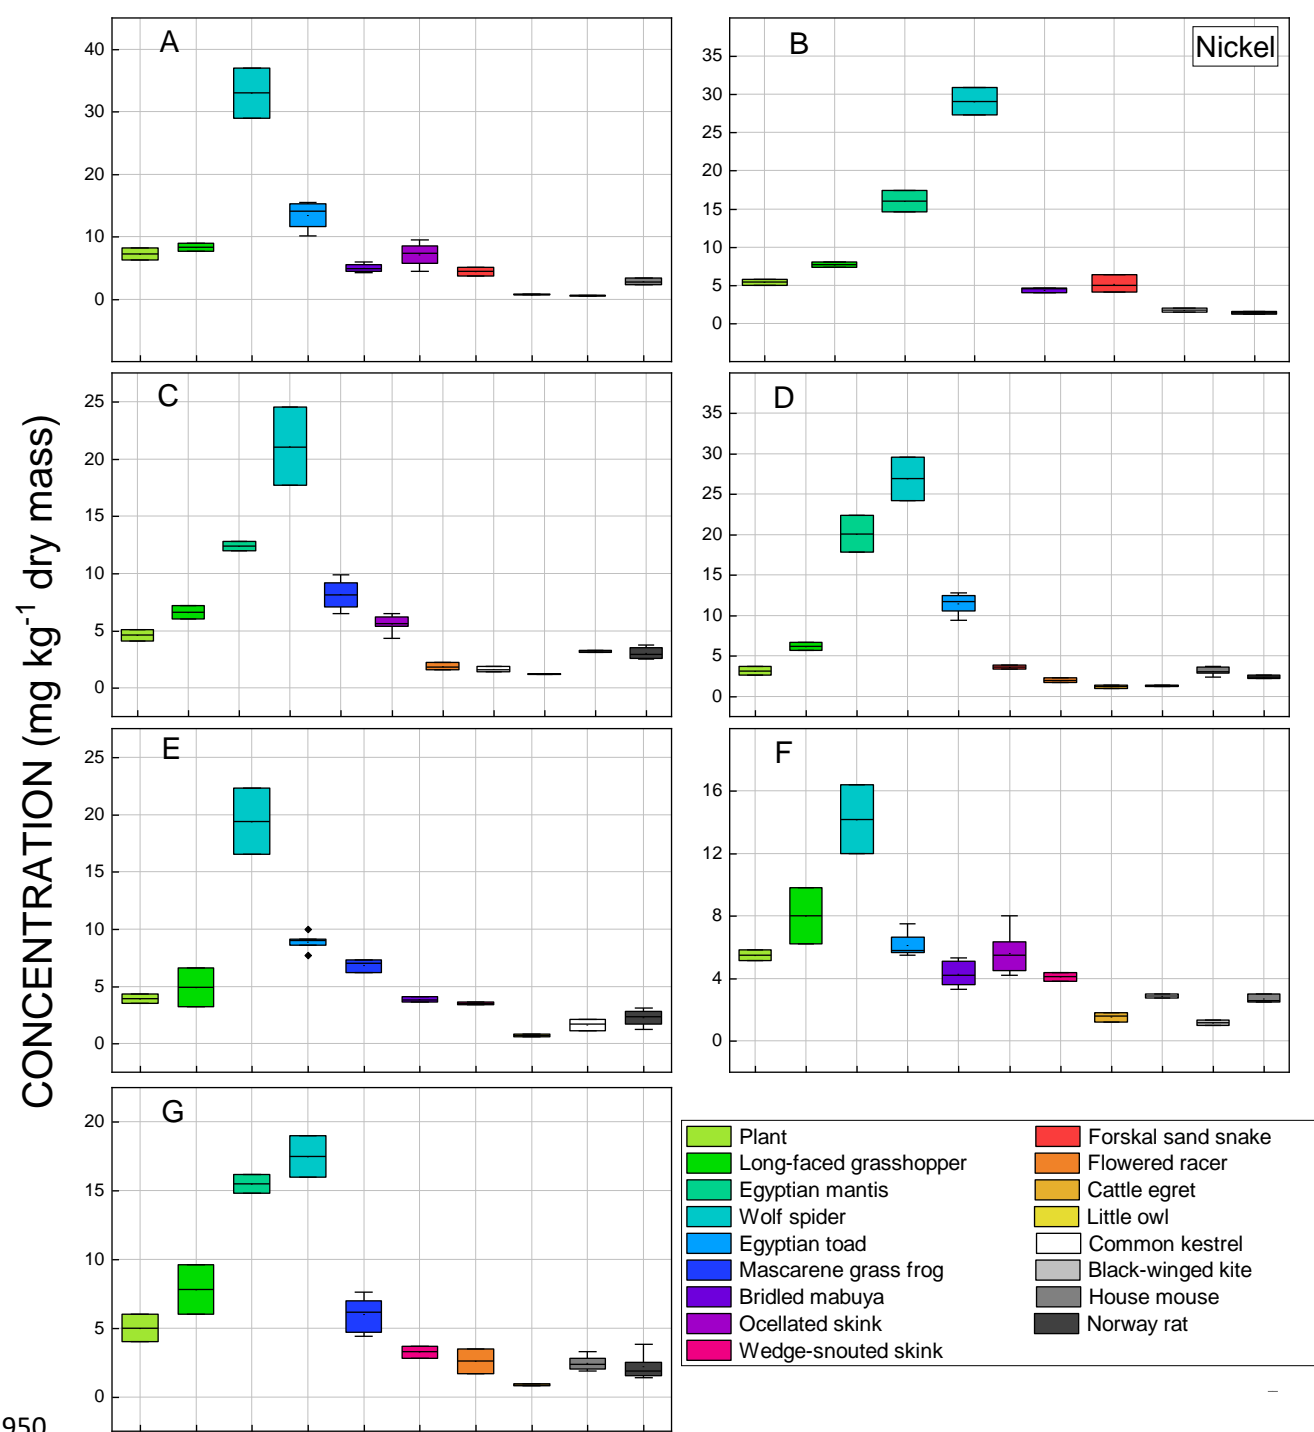 A
40
30
20
10
0
B
Nickel
35
30
25
20
15
10
5
0
C
25
20
15
10
5
0
D
35
30
25
20
15
10
5
0
CONCENTRATION (mg kg⁻¹ dry mass)
E
25
20
15
10
5
0
F
16
12
8
4
0
G
20
15
10
5
0
Plant
Long-faced grasshopper
Egyptian mantis
Wolf spider
Egyptian toad
Mascarene grass frog
Bridled mabuya
Ocellated skink
Wedge-snouted skink
Forskal sand snake
Flowered racer
Cattle egret
Little owl
Common kestrel
Black-winged kite
House mouse
Norway rat
950